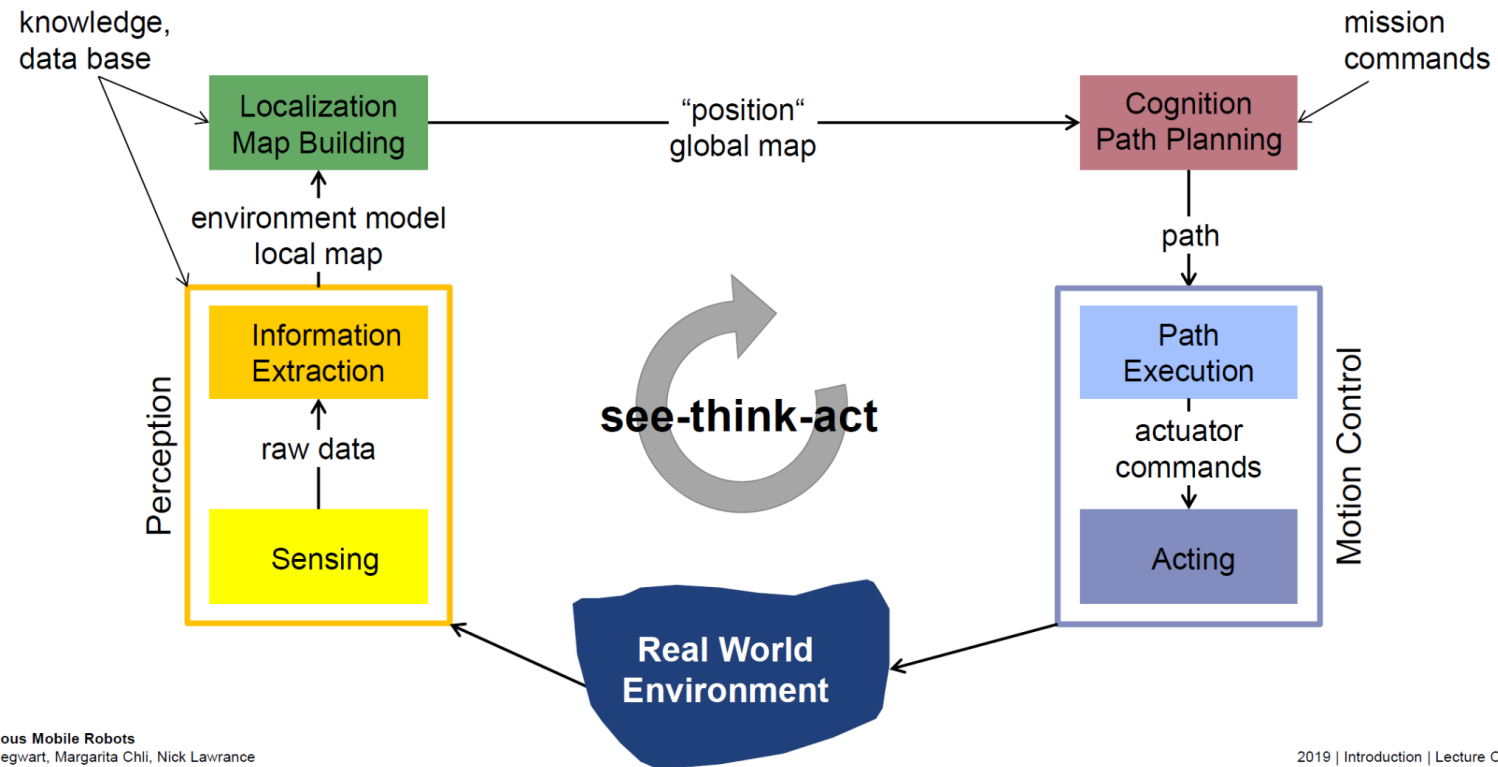 knowledge,
data base
mission
commands
Localization
Map Building
“position“
global map
Cognition
Path Planning
environment model
local map
path
Information
Extraction
Path
Execution
Perception
raw data
see-think-act
actuator
commands
Motion Control
Sensing
Acting
Real World
Environment
ous Mobile Robots
egwart, Margarita Chli, Nick Lawrance
2019 | Introduction | Lecture